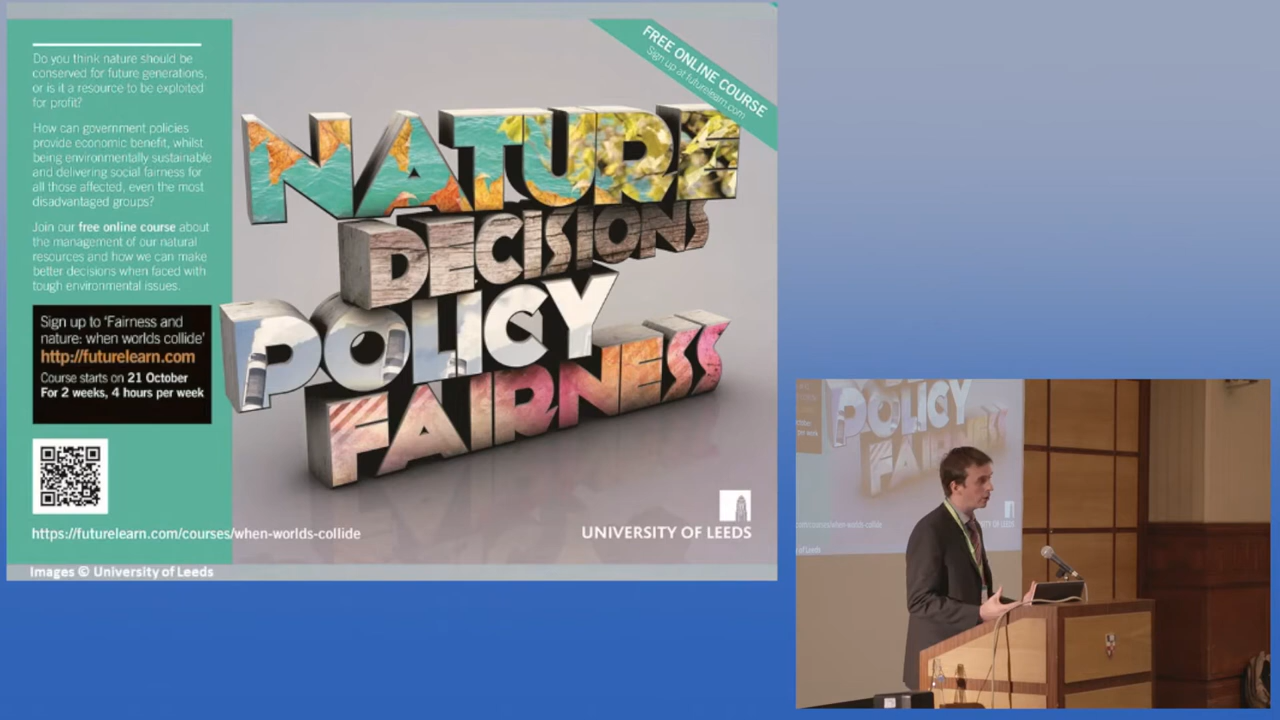 Do you think nature should be
conserved for future generations,
or is it a resource to be exploited
for profit?
How can government policies
provide economic benefit, whilst
being environmentally sustainable
and delivering social fairness for
all those affected, even the most
disadvantaged groups?
Join our free online course about
the management of our natural
resources and how we can make
better decisions when faced with
tough environmental issues.
Sign up to 'Fairness and
nature: when worlds collide'
http://futurelearn.com
Course starts on 21 October
For 2 weeks, 4 hours per week
https://futurelearn.com/courses/when-worlds-collide
Images © University of Leeds
FREE ONLINE COURSE
Sign up at futurelearn.com
NATURE
DECISIONS
POLICY
FAIRNESS
UNIVERSITY OF LEEDS
POLICY
FAIRNESS